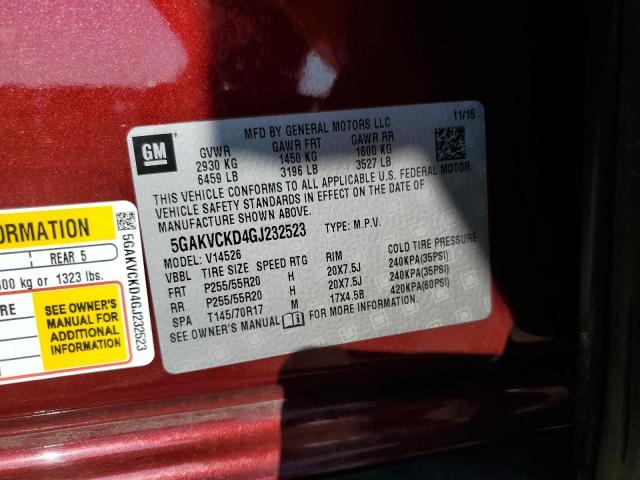 GM
MFD BY GENERAL MOTORS LLC
11/15
GVWR GAWR FRT GAWR RR
2930 KG 1450 KG 1600 KG
6459 LB 3196 LB 3527 LB
THIS VEHICLE CONFORMS TO ALL APPLICABLE U.S. FEDERAL MOTOR
VEHICLE SAFETY STANDARDS IN EFFECT ON THE DATE OF
MANUFACTURE SHOWN ABOVE.
5GAKVCKD4GJ232523 TYPE: M.P.V.
MODEL: V14526
VBBL TIRE SIZE SPEED RTG RIM COLD TIRE PRESSURE
FRT P255/55R20 H 20X7.5J 240KPA(35PSI)
RR P255/55R20 H 20X7.5J 240KPA(35PSI)
SPA T145/70R17 M 17X4.5B 420KPA(60PSI)
SEE OWNER'S MANUAL FOR MORE INFORMATION.
ORMATION
REAR 5
600 kg or 1323 lbs.
RE
SEE OWNER'S
MANUAL FOR
ADDITIONAL
INFORMATION
5GAKVCKD4GJ232523